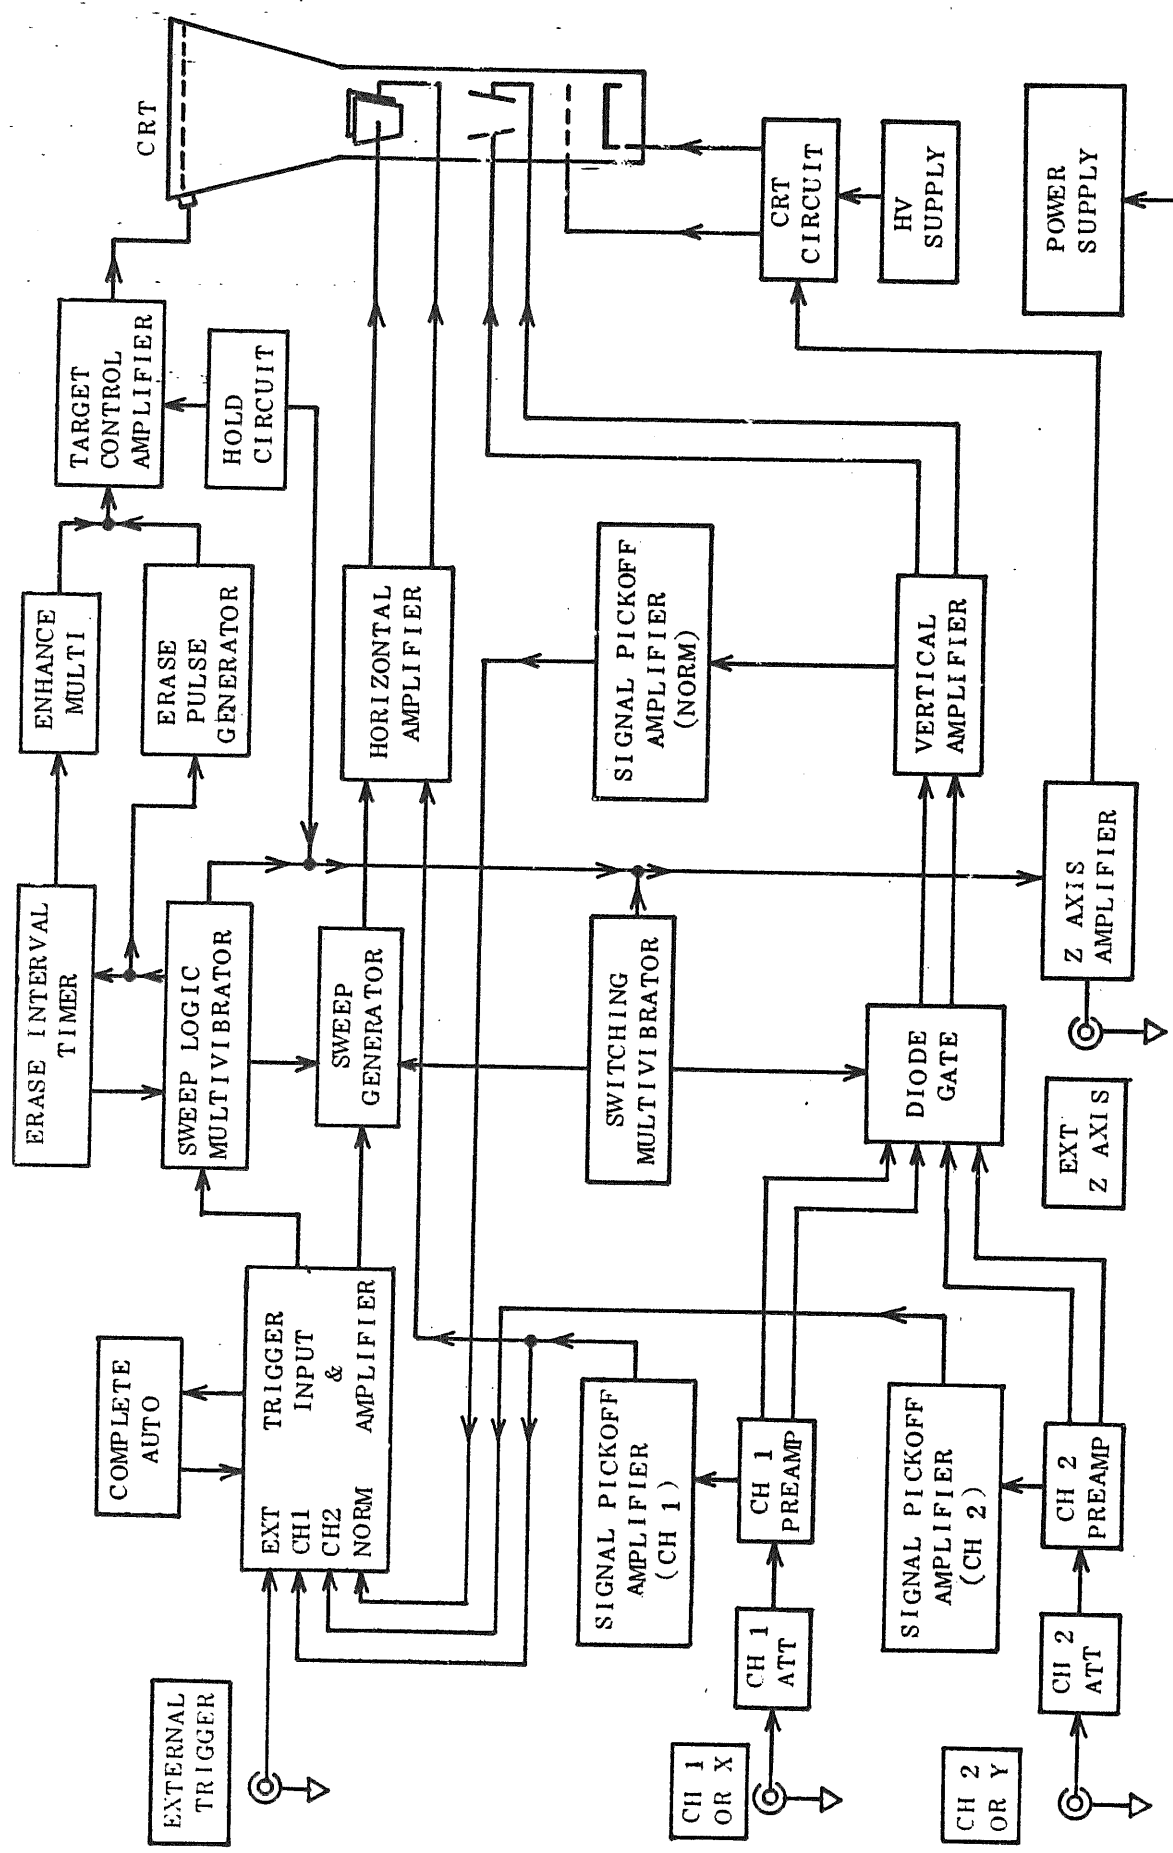 CRT
TARGET
CONTROL
AMPLIFIER
HOLD
CIRCUIT
ENHANCE
MULTI
ERASE
PULSE
GENERATOR
HORIZONTAL
AMPLIFIER
CRT
CIRCUIT
HV
SUPPLY
POWER
SUPPLY
SIGNAL PICKOFF
AMPLIFIER
(NORM)
VERTICAL
AMPLIFIER
ERASE INTERVAL
TIMER
SWEEP LOGIC
MULTIVIBRATOR
SWEEP
GENERATOR
SWITCHING
MULTIVIBRATOR
DIODE
GATE
Z AXIS
AMPLIFIER
EXT
Z AXIS
COMPLETE
AUTO
TRIGGER
INPUT
&
AMPLIFIER
EXT
CH1
CH2
NORM
EXTERNAL
TRIGGER
SIGNAL PICKOFF
AMPLIFIER
(CH 1)
CH 1
PREAMP
CH 1
ATT
CH 1
OR X
SIGNAL PICKOFF
AMPLIFIER
(CH 2)
CH 2
PREAMP
CH 2
ATT
CH 2
OR Y